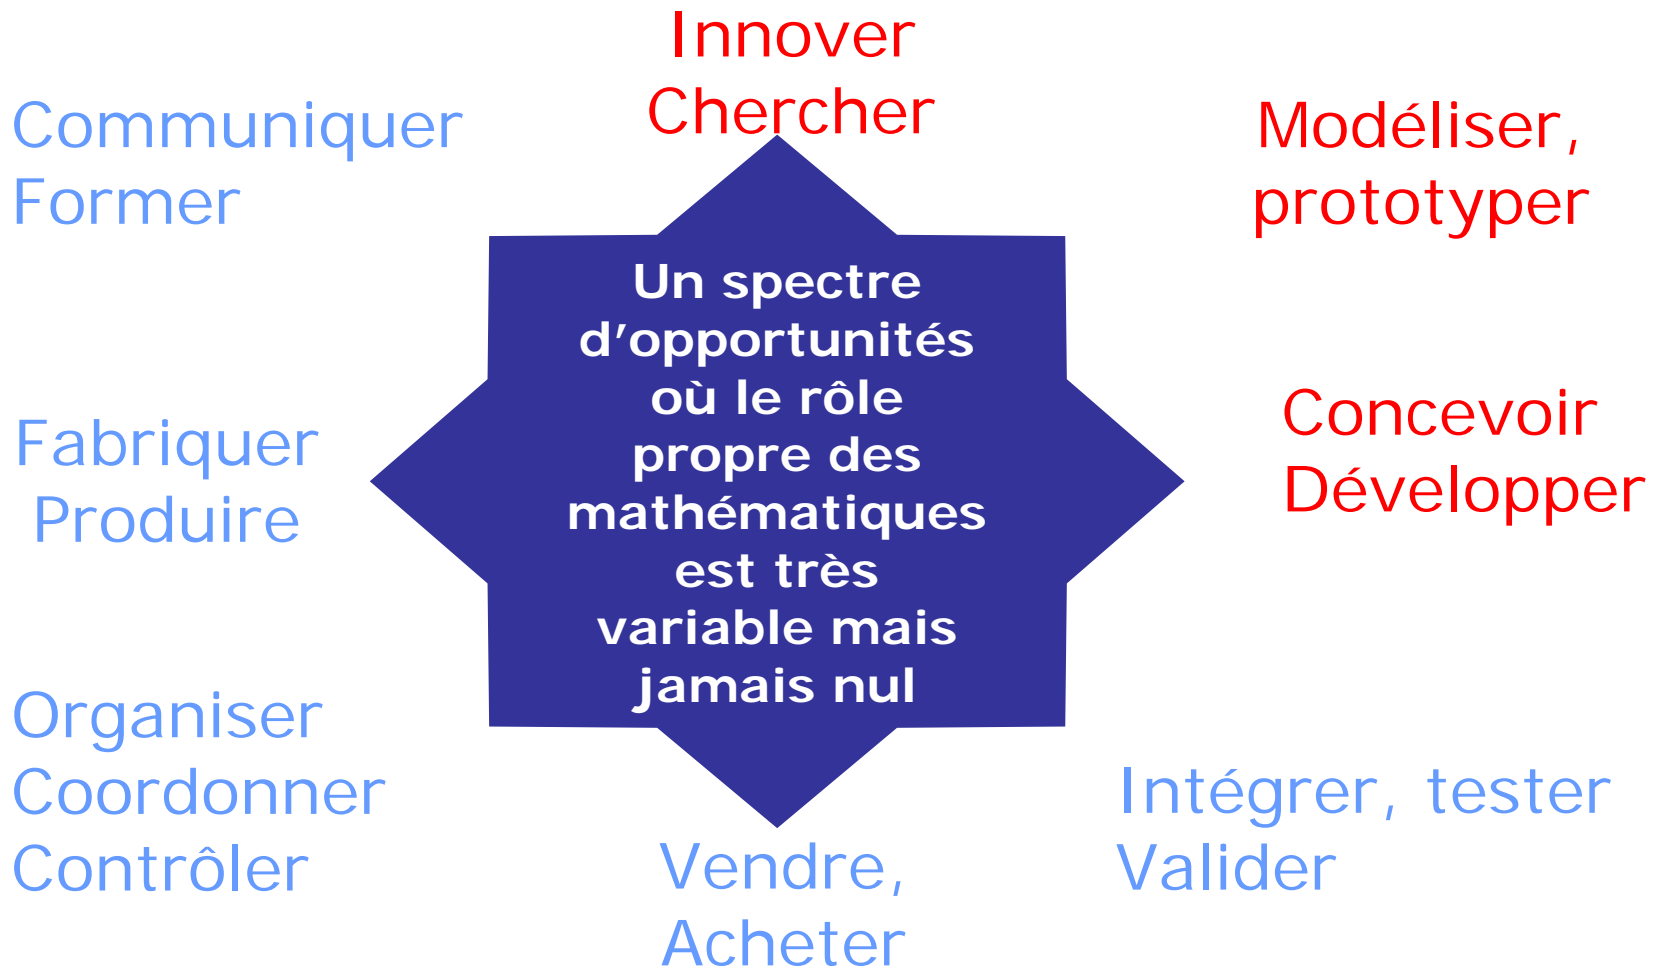 Innover
Chercher
Communiquer
Former
Modéliser,
prototyper
Un spectre
d’opportunités
où le rôle
propre des
mathématiques
est très
variable mais
jamais nul
Fabriquer
Produire
Concevoir
Développer
Organiser
Coordonner
Contrôler
Vendre,
Acheter
Intégrer, tester
Valider